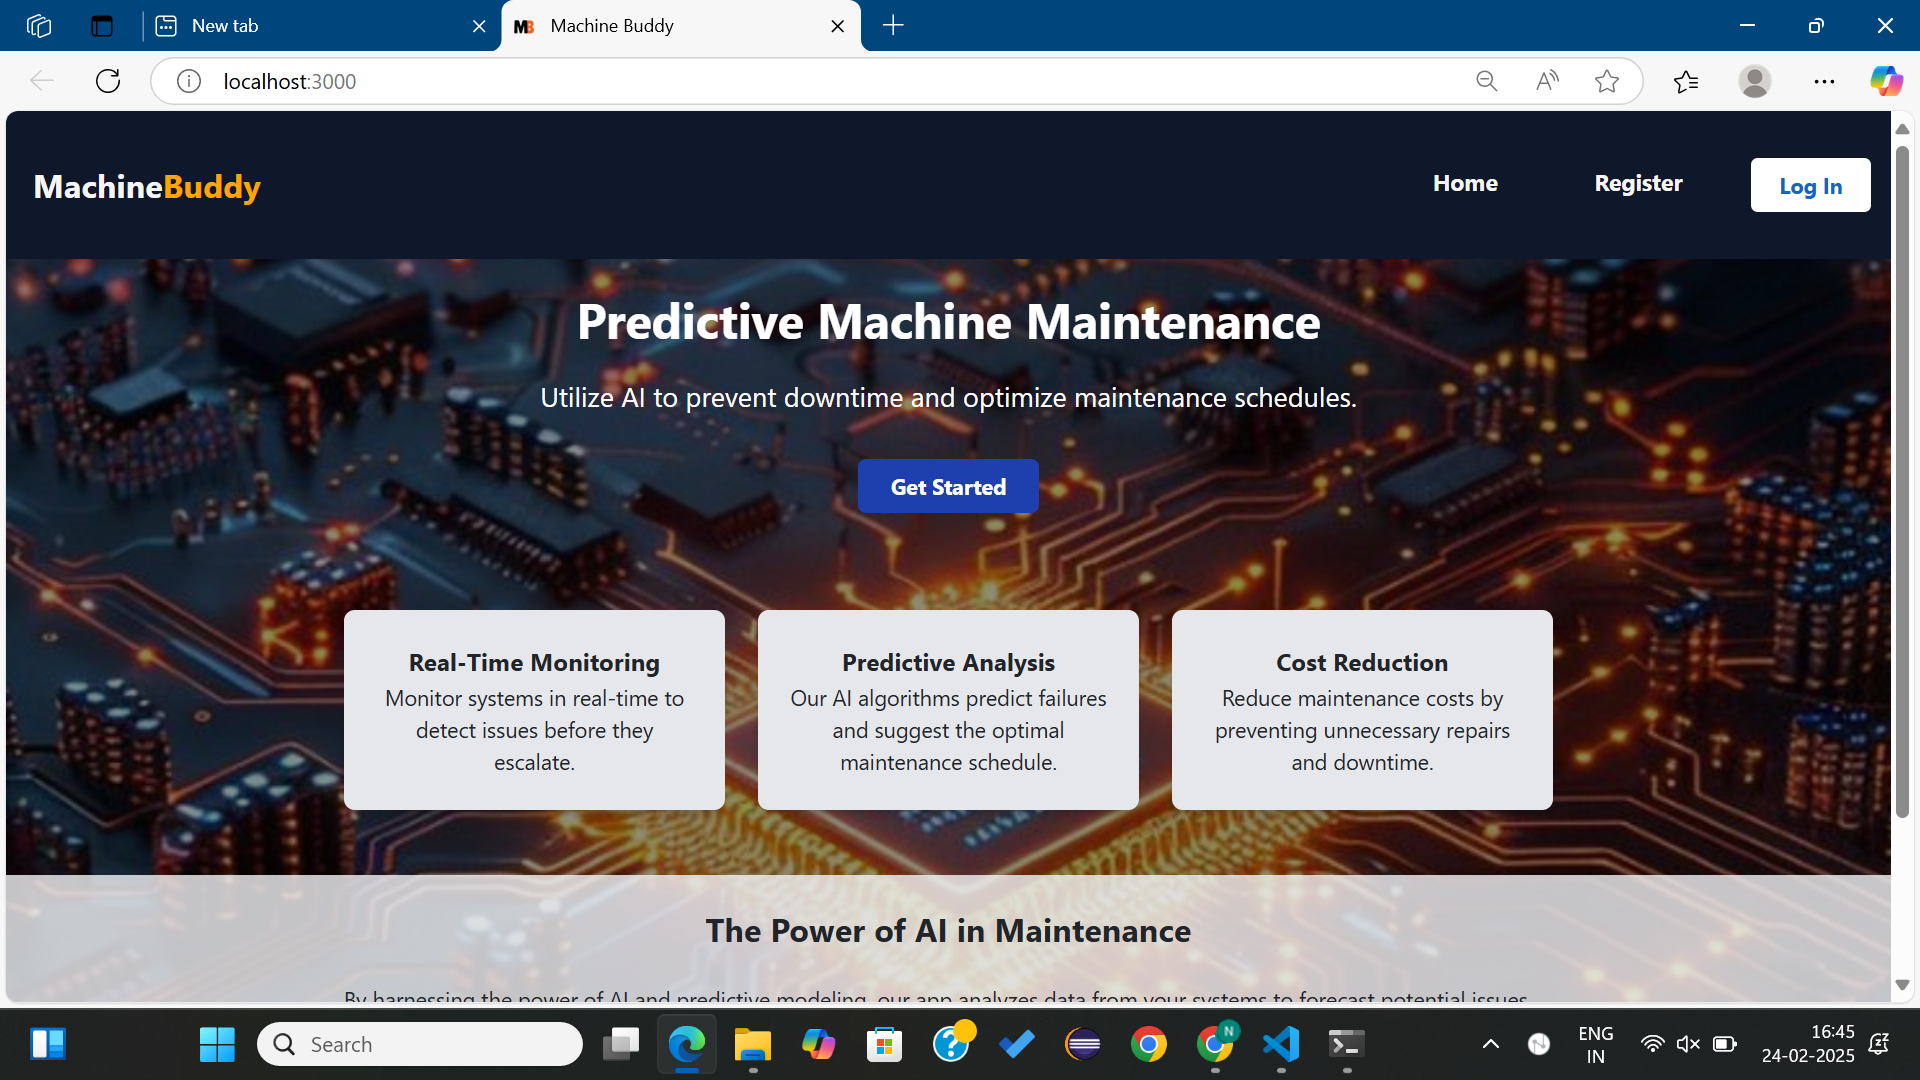 New tab
MB Machine Buddy
localhost:3000
MachineBuddy
Home
Register
Log In
Predictive Machine Maintenance
Utilize AI to prevent downtime and optimize maintenance schedules.
Get Started
Real-Time Monitoring
Monitor systems in real-time to
detect issues before they
escalate.
Predictive Analysis
Our AI algorithms predict failures
and suggest the optimal
maintenance schedule.
Cost Reduction
Reduce maintenance costs by
preventing unnecessary repairs
and downtime.
The Power of AI in Maintenance
By harnessing the power of AI and predictive modeling, our app analyzes data from your systems to forecast potential issues
Search
N
ENG
IN
16:45
24-02-2025